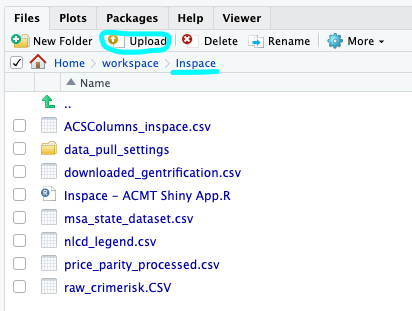 Files Plots Packages Help Viewer
New Folder Upload Delete Rename More
Home workspace Inspace
Name
..
ACSColumns_inspace.csv
data_pull_settings
downloaded_gentrification.csv
Inspace - ACMT Shiny App.R
msa_state_dataset.csv
nlcd_legend.csv
price_parity_processed.csv
raw_crimerisk.CSV